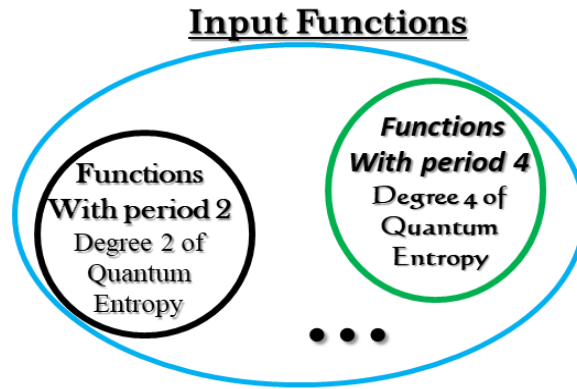 Input Functions
Functions
With period 2
Degree 2 of
Quantum
Entropy
Functions
With period 4
Degree 4 of
Quantum
Entropy
...